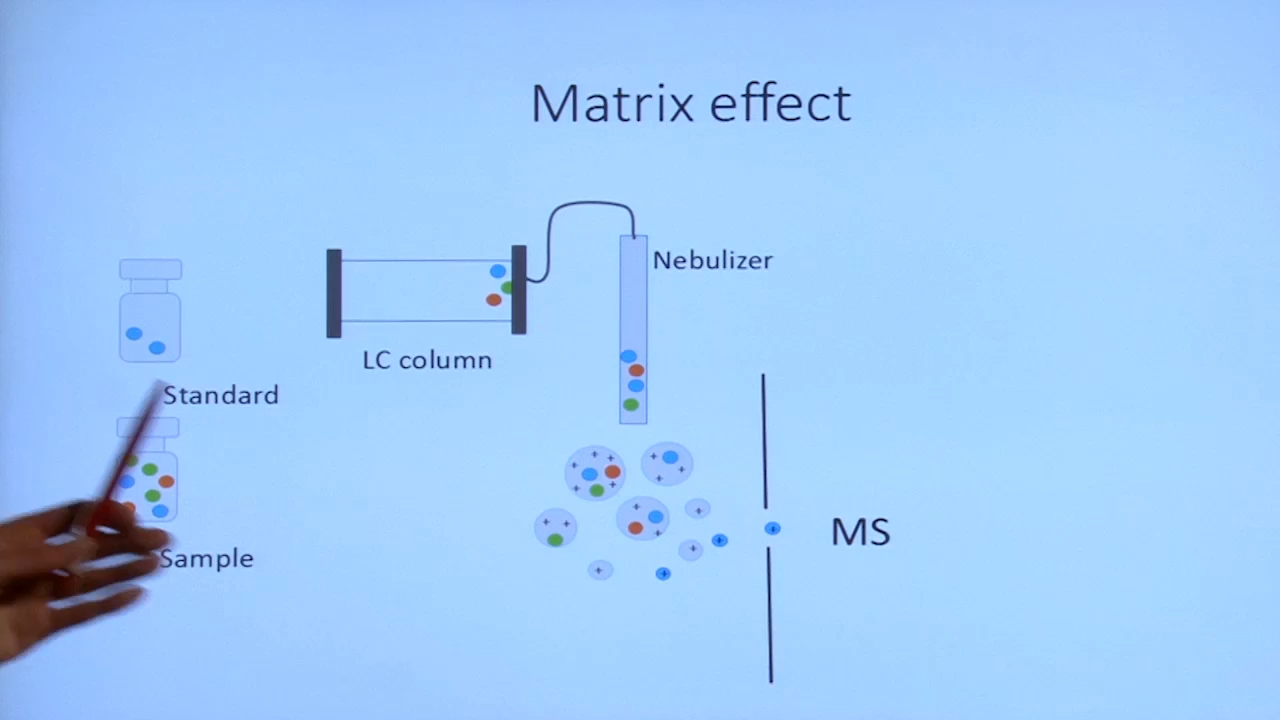 Matrix effect
Nebulizer
LC column
Standard
MS
Sample